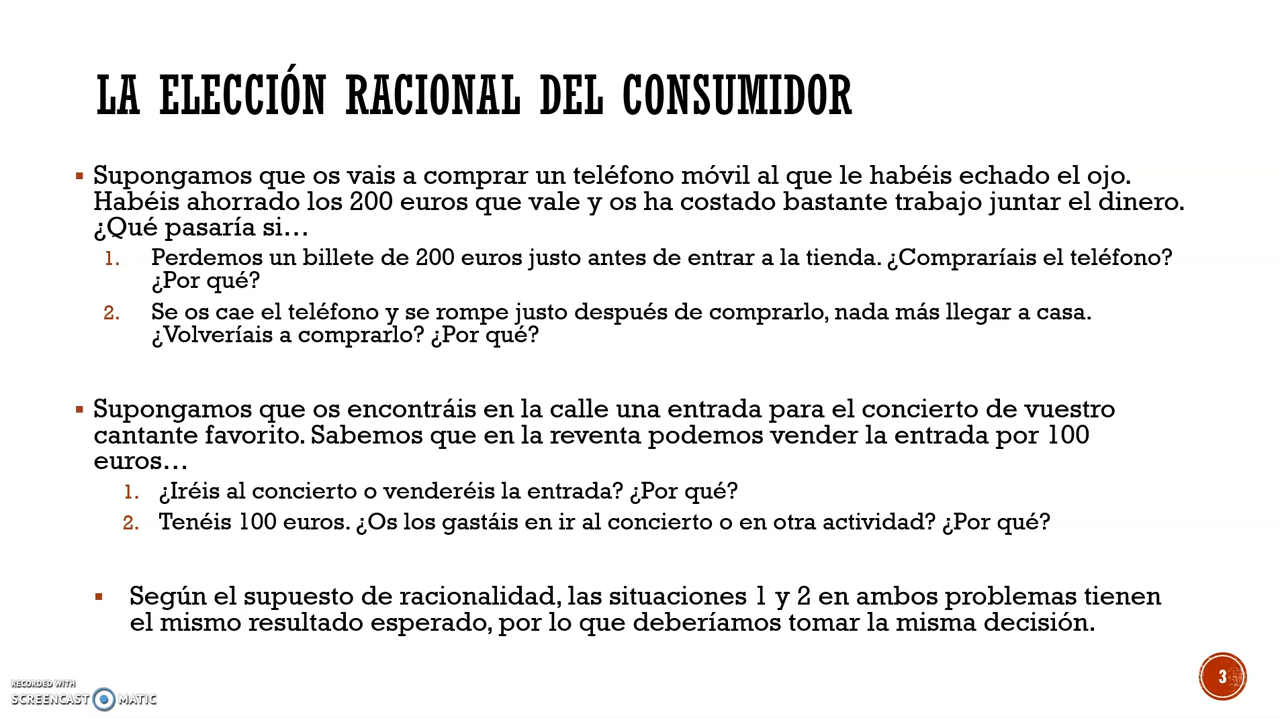 LA ELECCIÓN RACIONAL DEL CONSUMIDOR
▪ Supongamos que os vais a comprar un teléfono móvil al que le habéis echado el ojo.
Habéis ahorrado los 200 euros que vale y os ha costado bastante trabajo juntar el dinero.
¿Qué pasaría si…
1. Perdemos un billete de 200 euros justo antes de entrar a la tienda. ¿Compraríais el teléfono?
¿Por qué?
2. Se os cae el teléfono y se rompe justo después de comprarlo, nada más llegar a casa.
¿Volveríais a comprarlo? ¿Por qué?
▪ Supongamos que os encontráis en la calle una entrada para el concierto de vuestro
cantante favorito. Sabemos que en la reventa podemos vender la entrada por 100
euros…
1. ¿Iréis al concierto o venderéis la entrada? ¿Por qué?
2. Tenéis 100 euros. ¿Os los gastáis en ir al concierto o en otra actividad? ¿Por qué?
▪ Según el supuesto de racionalidad, las situaciones 1 y 2 en ambos problemas tienen
el mismo resultado esperado, por lo que deberíamos tomar la misma decisión.
3
RECORDED WITH
SCREENCAST MATIC